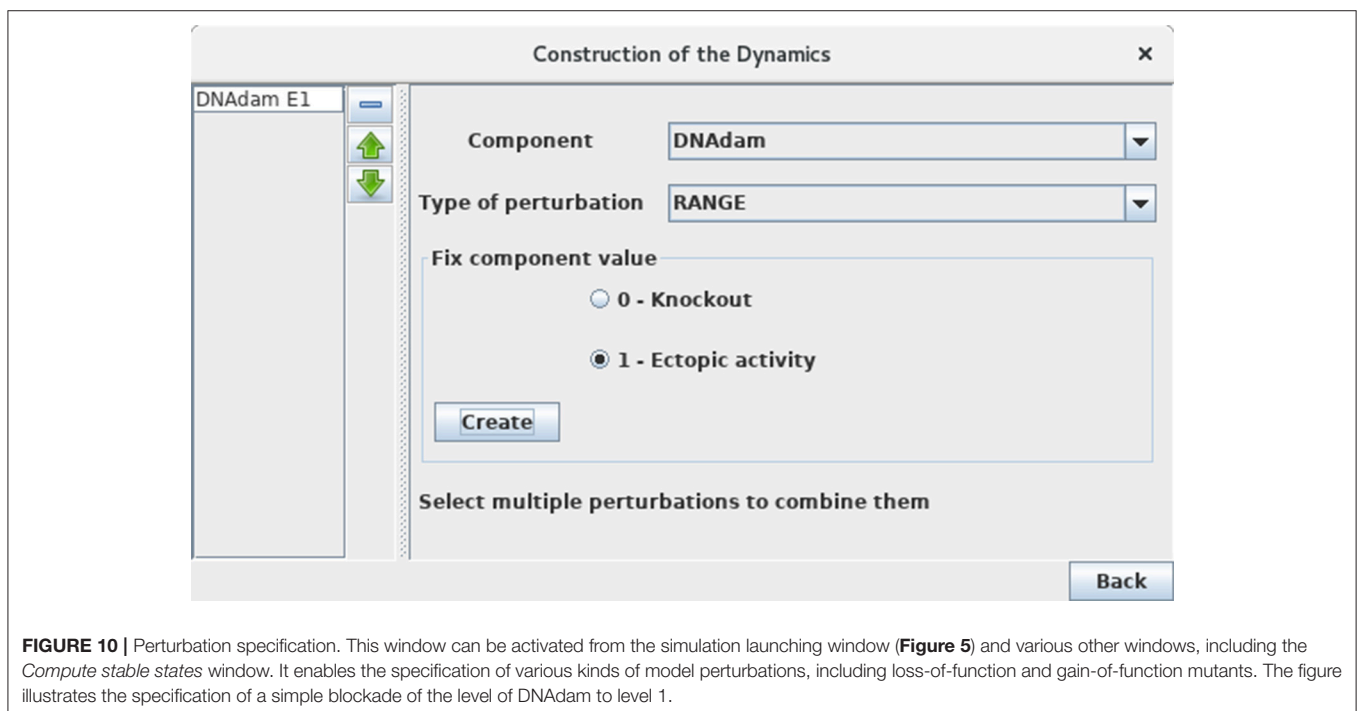 Construction of the Dynamics ×
DNAdam E1
Component DNAdam
Type of perturbation RANGE
Fix component value
0 - Knockout
1 - Ectopic activity
Create
Select multiple perturbations to combine them
Back
FIGURE 10 | Perturbation specification. This window can be activated from the simulation launching window (Figure 5) and various other windows, including the
Compute stable states window. It enables the specification of various kinds of model perturbations, including loss-of-function and gain-of-function mutants. The figure
illustrates the specification of a simple blockade of the level of DNAdam to level 1.